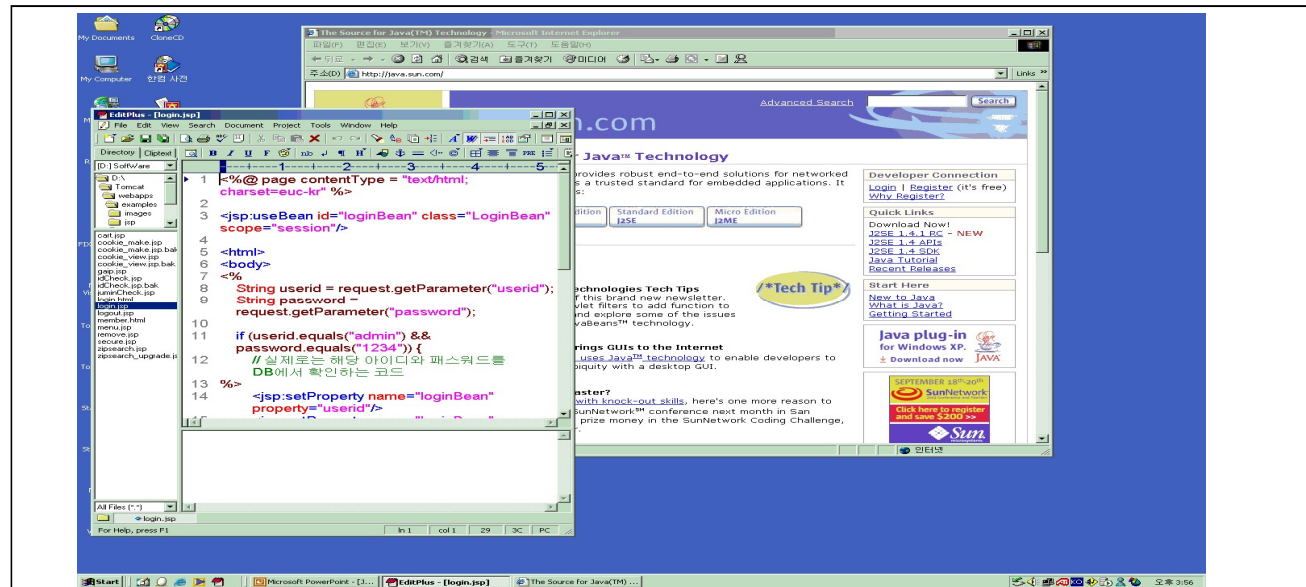 My Documents
CloneCD
My Computer
한컴 사전
The Source for Java(TM) Technology - Microsoft Internet Explorer
파일(F) 편집(E) 보기(V) 즐겨찾기(A) 도구(T) 도움말(H)
뒤로 검색 즐겨찾기 미디어
주소(D) http://java.sun.com/ Links »
Advanced Search Search
n.com
Java™ Technology
rovides robust end-to-end solutions for networked
s a trusted standard for embedded applications. It
s:
dition Standard Edition Micro Edition
J2SE J2ME
echnologies Tech Tips
f this brand new newsletter.
vlet filters to add function to
nd explore some of the issues
vaBeans™ technology.
/*Tech Tip*/
rings GUIs to the Internet
uses Java™ technology to enable developers to
iquity with a desktop GUI.
aster?
with knock-out skills, here's one more reason to
SunNetwork℠ conference next month in San
prize money in the SunNetwork Coding Challenge,
Developer Connection
Login | Register (it's free)
Why Register?
Quick Links
Download Now!
J2SE 1.4.1 RC - NEW
J2SE 1.4 APIs
J2SE 1.4 SDK
Java Tutorial
Recent Releases
Start Here
New to Java
What is Java?
Getting Started
Java plug-in
for Windows XP.
Download now JAVA
SEPTEMBER 18th-20th
SunNetwork
Click here to register
and save $200 >>
Sun
인터넷
EditPlus - [login.jsp]
File Edit View Search Document Project Tools Window Help
Directory Cliptext
[D:] SoftWare
D:\
Tomcat
webapps
examples
images
jsp
cart.jsp
cookie_make.jsp
cookie_make.jsp.bak
cookie_view.jsp
cookie_view.jsp.bak
gaip.jsp
idCheck.jsp
idCheck.jsp.bak
juminCheck.jsp
login.html
login.jsp
logout.jsp
member.html
menu.jsp
remove.jsp
secure.jsp
zipsearch.jsp
zipsearch_upgrade.js
----+----1----+----2----+----3----+----4----+----5--
1 <%@ page contentType = "text/html;
charset=euc-kr" %>
2
3 <jsp:useBean id="loginBean" class="LoginBean"
scope="session"/>
4
5 <html>
6 <body>
7 <%
8 String userid = request.getParameter("userid");
9 String password =
request.getParameter("password");
10
11 if (userid.equals("admin") &&
password.equals("1234")) {
12 // 실제로는 해당 아이디와 패스워드를
DB에서 확인하는 코드
13 %>
14 <jsp:setProperty name="loginBean"
property="userid"/>
All Files (*.*)
login.jsp
For Help, press F1 ln 1 col 1 29 3C PC
Start Microsoft PowerPoint - [J... EditPlus - [login.jsp] The Source for Java(TM) ... 오후 3:56